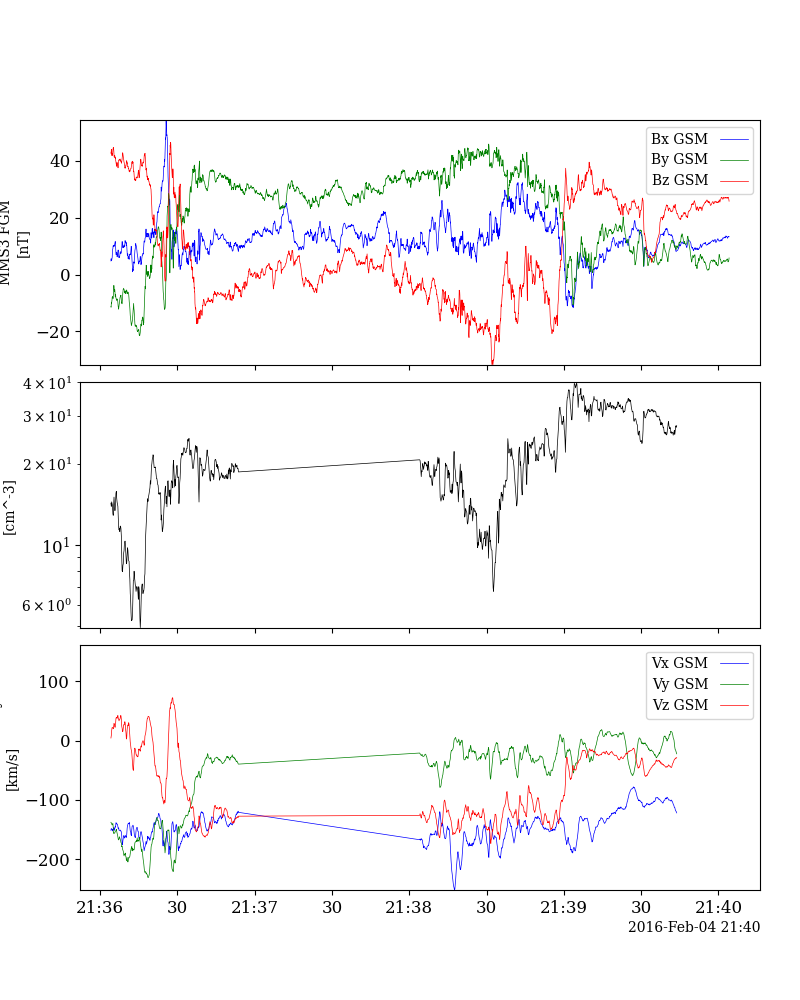 MMS3 FGM
[nT]
40
20
0
−20
Bx GSM
By GSM
Bz GSM
[cm^-3]
4 × 10¹
3 × 10¹
2 × 10¹
10¹
6 × 10⁰
[km/s]
100
0
−100
−200
Vx GSM
Vy GSM
Vz GSM
21:36 30 21:37 30 21:38 30 21:39 30 21:40
2016-Feb-04 21:40